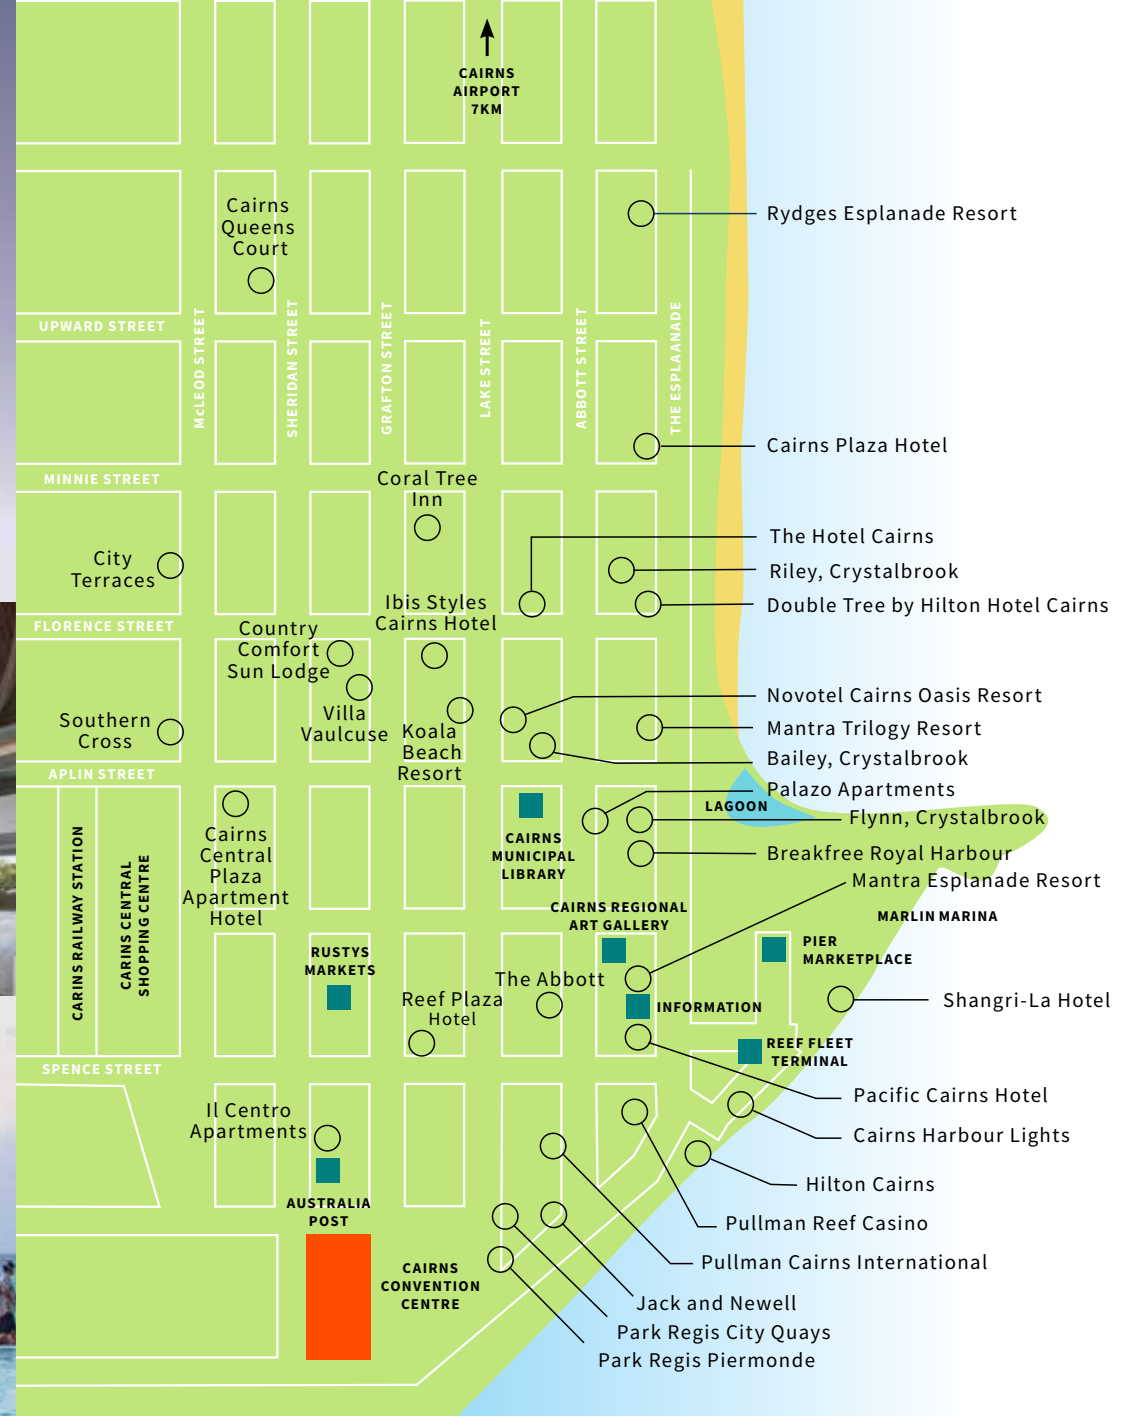 CAIRNS
AIRPORT
7KM
Cairns
Queens
Court
Rydges Esplanade Resort
UPWARD STREET
McLEOD STREET
SHERIDAN STREET
GRAFTON STREET
LAKE STREET
ABBOTT STREET
THE ESPLAANADE
Cairns Plaza Hotel
MINNIE STREET
Coral Tree
Inn
The Hotel Cairns
City
Terraces
Riley, Crystalbrook
Ibis Styles
Cairns Hotel
Double Tree by Hilton Hotel Cairns
FLORENCE STREET
Country
Comfort
Sun Lodge
Novotel Cairns Oasis Resort
Southern
Cross
Villa
Vaulcuse
Koala
Beach
Resort
Mantra Trilogy Resort
Bailey, Crystalbrook
APLIN STREET
Palazo Apartments
LAGOON
Flynn, Crystalbrook
CARINS RAILWAY STATION
CARINS CENTRAL
SHOPPING CENTRE
Cairns
Central
Plaza
Apartment
Hotel
CAIRNS
MUNICIPAL
LIBRARY
Breakfree Royal Harbour
Mantra Esplanade Resort
CAIRNS REGIONAL
ART GALLERY
MARLIN MARINA
RUSTYS
MARKETS
PIER
MARKETPLACE
The Abbott
Reef Plaza
Hotel
INFORMATION
Shangri-La Hotel
REEF FLEET
TERMINAL
SPENCE STREET
Pacific Cairns Hotel
Il Centro
Apartments
Cairns Harbour Lights
Hilton Cairns
AUSTRALIA
POST
Pullman Reef Casino
CAIRNS
CONVENTION
CENTRE
Pullman Cairns International
Jack and Newell
Park Regis City Quays
Park Regis Piermonde